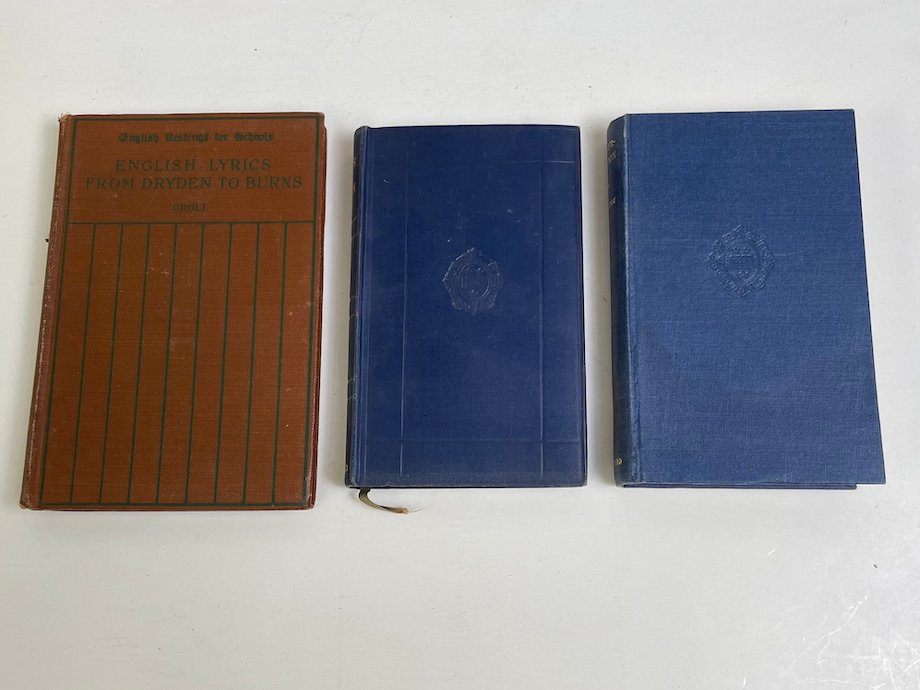 English Readings for Schools
ENGLISH LYRICS
FROM DRYDEN TO BURNS
CROLL